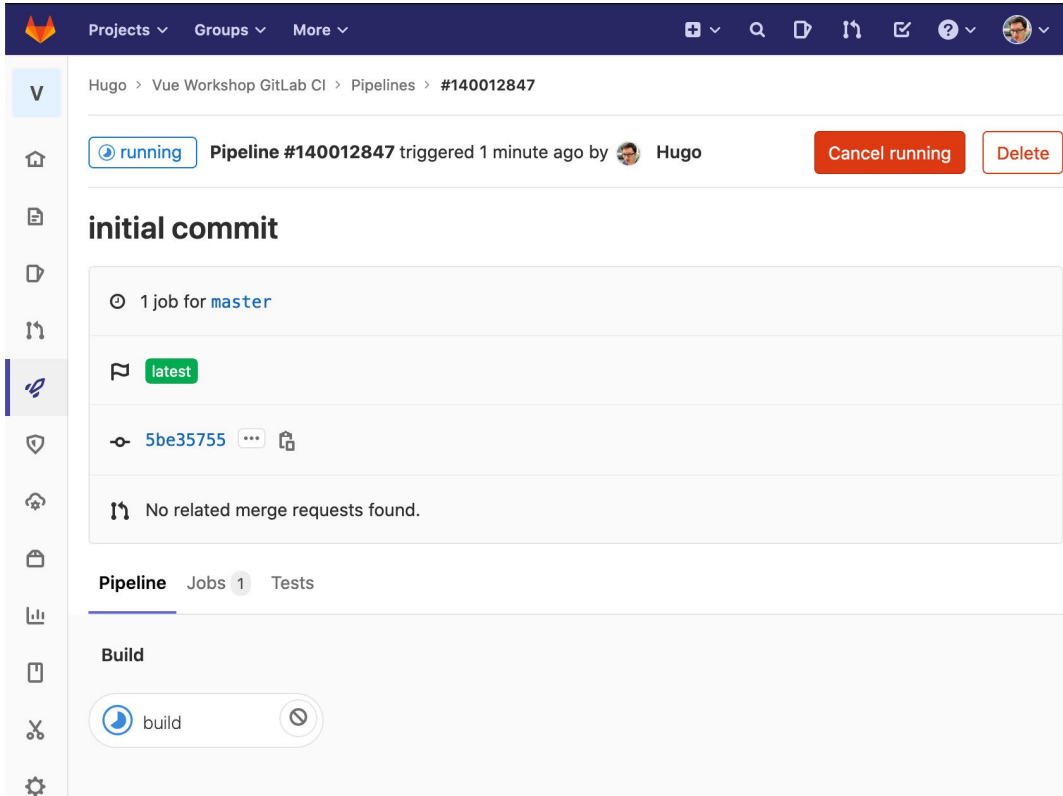 Projects Groups More
V
Hugo > Vue Workshop GitLab CI > Pipelines > #140012847
running Pipeline #140012847 triggered 1 minute ago by Hugo Cancel running Delete
initial commit
1 job for master
latest
5be35755 ...
No related merge requests found.
Pipeline Jobs 1 Tests
Build
build